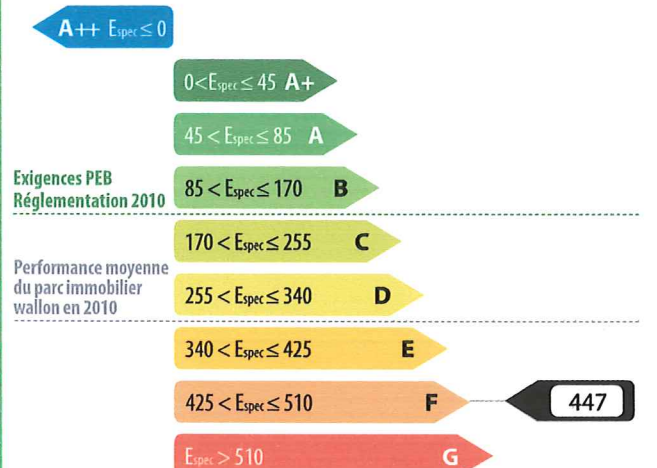 A++ Espec ≤ 0
0<Espec ≤ 45 A+
45 < Espec ≤ 85 A
Exigences PEB
Réglementation 2010
85 < Espec ≤ 170 B
170 < Espec ≤ 255 C
Performance moyenne
du parc immobilier
wallon en 2010
255 < Espec ≤ 340 D
340 < Espec ≤ 425 E
425 < Espec ≤ 510 F
447
Espec > 510 G